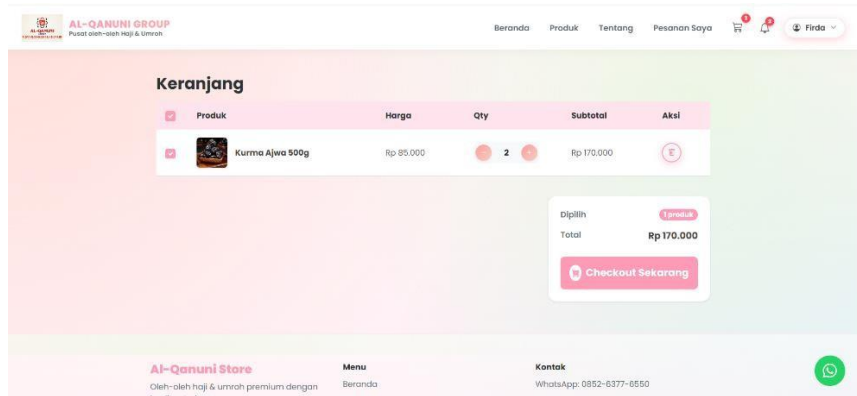 AL-QANUNI GROUP
Pusat oleh-oleh Haji & Umroh
Beranda Produk Tentang Pesanan Saya Firda
Keranjang
Produk Harga Qty Subtotal Aksi
Kurma Ajwa 500g Rp 85.000 - 2 + Rp 170.000
Dipilih 1 produk
Total Rp 170.000
Checkout Sekarang
Al-Qanuni Store Menu Kontak
Oleh-oleh haji & umroh premium dengan Beranda WhatsApp: 0852-6377-6550